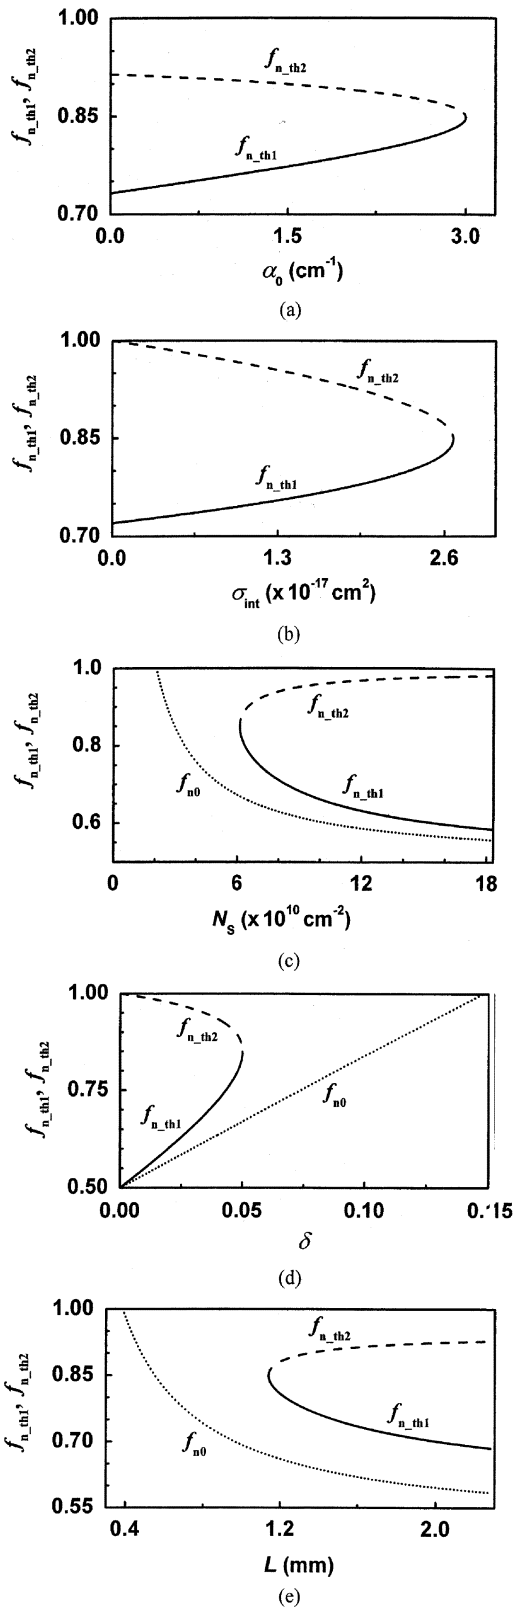 1.00
0.85
0.70
f_n_th1, f_n_th2
f_n_th2
f_n_th1
0.0 1.5 3.0
α_0 (cm^-1)
(a)
1.00
0.85
0.70
f_n_th1, f_n_th2
f_n_th2
f_n_th1
0.0 1.3 2.6
σ_int (x 10^-17 cm^2)
(b)
1.0
0.8
0.6
f_n_th1, f_n_th2
f_n_th2
f_n0
f_n_th1
0 6 12 18
N_S (x 10^10 cm^-2)
(c)
1.00
0.75
0.50
f_n_th1, f_n_th2
f_n_th2
f_n_th1
f_n0
0.00 0.05 0.10 0.15
δ
(d)
1.00
0.85
0.70
0.55
f_n_th1, f_n_th2
f_n_th2
f_n_th1
f_n0
0.4 1.2 2.0
L (mm)
(e)